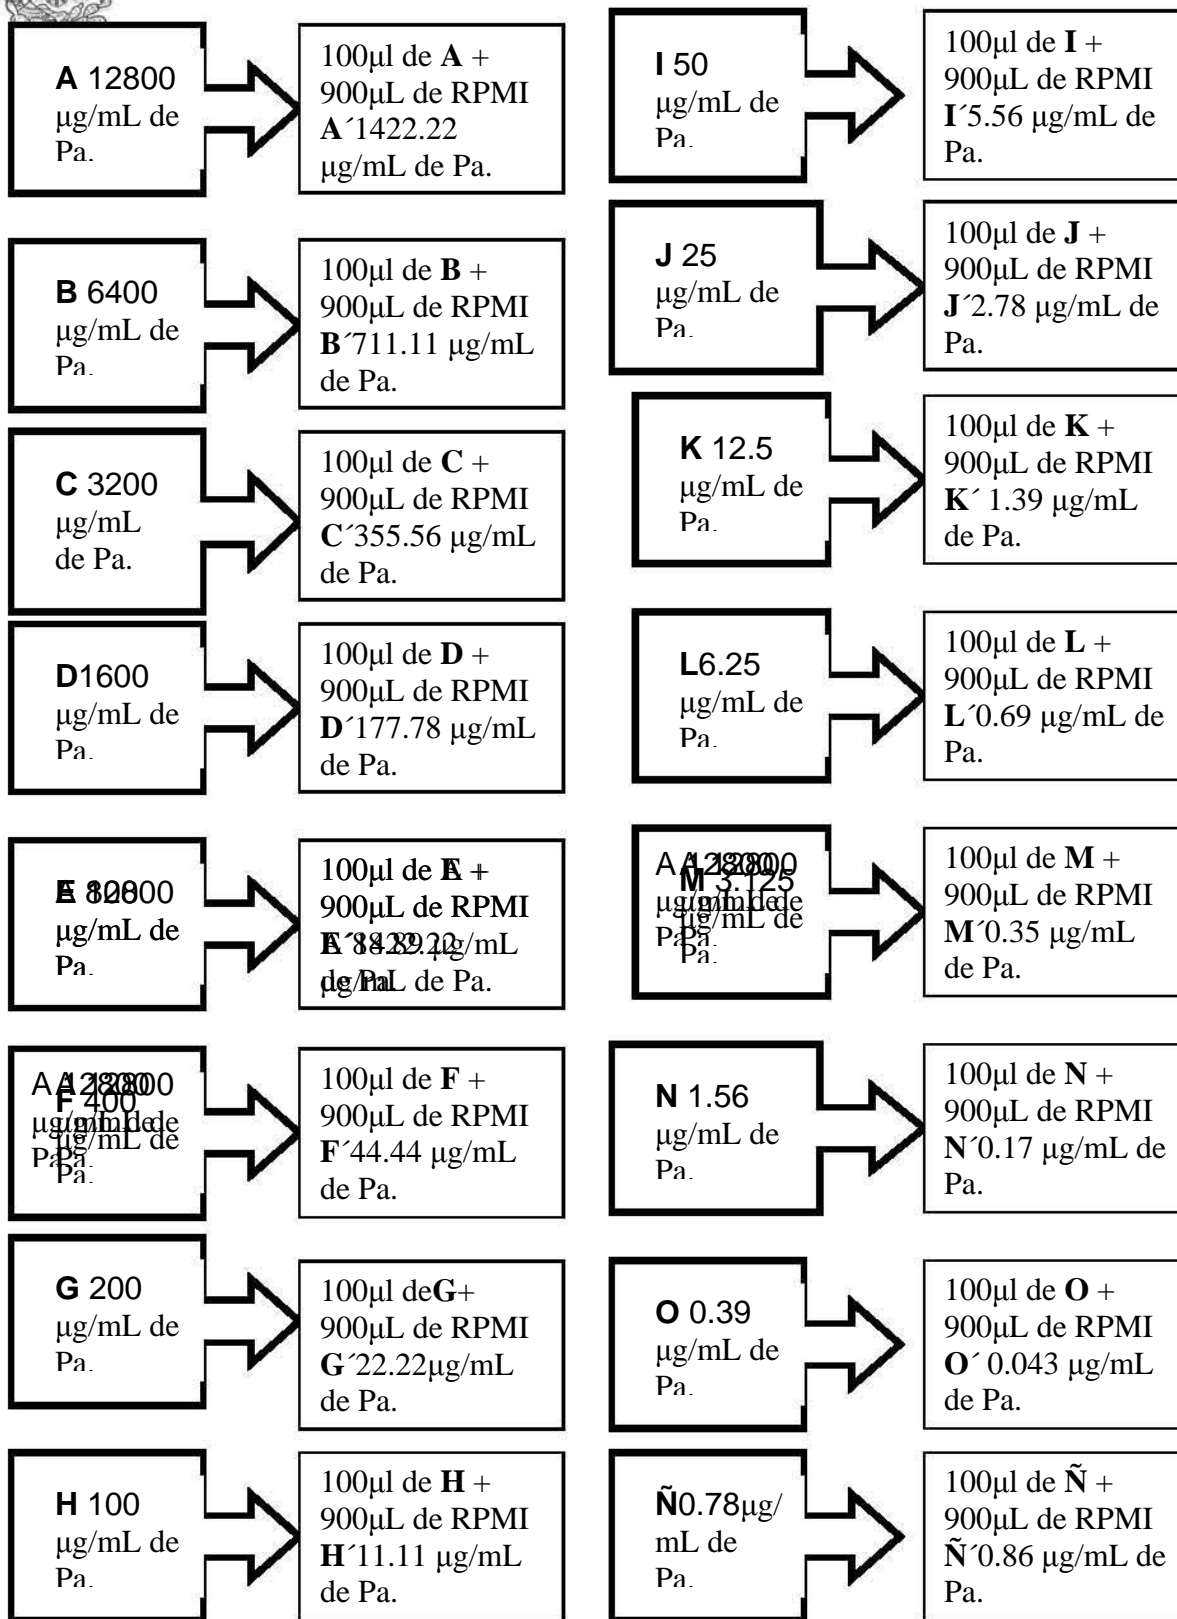 A 12800
μg/mL de
Pa.
100μl de A +
900μL de RPMI
A´1422.22
μg/mL de Pa.
B 6400
μg/mL de
Pa.
100μl de B +
900μL de RPMI
B´711.11 μg/mL
de Pa.
C 3200
μg/mL
de Pa.
100μl de C +
900μL de RPMI
C´355.56 μg/mL
de Pa.
D1600
μg/mL de
Pa.
100μl de D +
900μL de RPMI
D´177.78 μg/mL
de Pa.
μg/mL de
Pa.
100μl de
900μL de RPMI
F 400
μg/mL de
Pa.
100μl de F +
900μL de RPMI
F´44.44 μg/mL
de Pa.
G 200
μg/mL de
Pa.
100μl deG+
900μL de RPMI
G´22.22μg/mL
de Pa.
H 100
μg/mL de
Pa.
100μl de H +
900μL de RPMI
H´11.11 μg/mL
de Pa.
I 50
μg/mL de
Pa.
100μl de I +
900μL de RPMI
I´5.56 μg/mL de
Pa.
J 25
μg/mL de
Pa.
100μl de J +
900μL de RPMI
J´2.78 μg/mL de
Pa.
K 12.5
μg/mL de
Pa.
100μl de K +
900μL de RPMI
K´ 1.39 μg/mL
de Pa.
L6.25
μg/mL de
Pa.
100μl de L +
900μL de RPMI
L´0.69 μg/mL de
Pa.
M 3.125
μg/mL de
Pa.
100μl de M +
900μL de RPMI
M´0.35 μg/mL
de Pa.
N 1.56
μg/mL de
Pa.
100μl de N +
900μL de RPMI
N´0.17 μg/mL de
Pa.
O 0.39
μg/mL de
Pa.
100μl de O +
900μL de RPMI
O´ 0.043 μg/mL
de Pa.
Ñ0.78μg/
mL de
Pa.
100μl de Ñ +
900μL de RPMI
Ñ´0.86 μg/mL de
Pa.